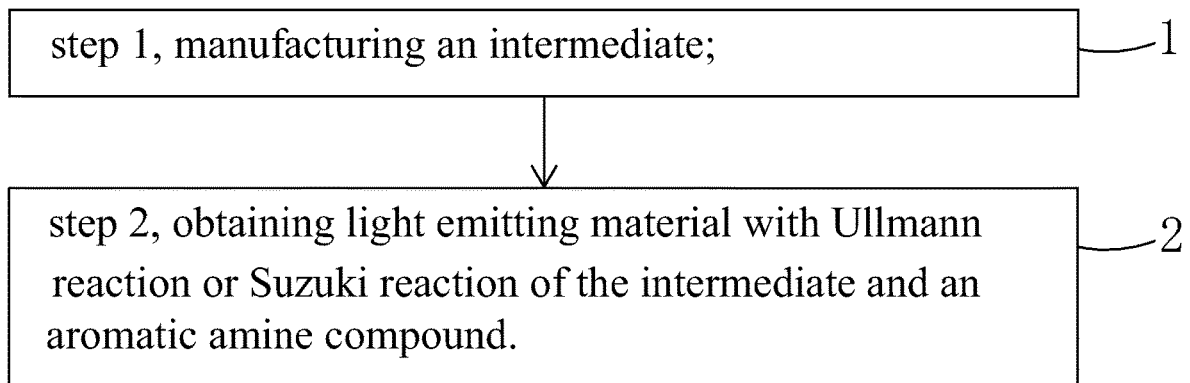 step 1, manufacturing an intermediate;
1
step 2, obtaining light emitting material with Ullmann
reaction or Suzuki reaction of the intermediate and an
aromatic amine compound.
2